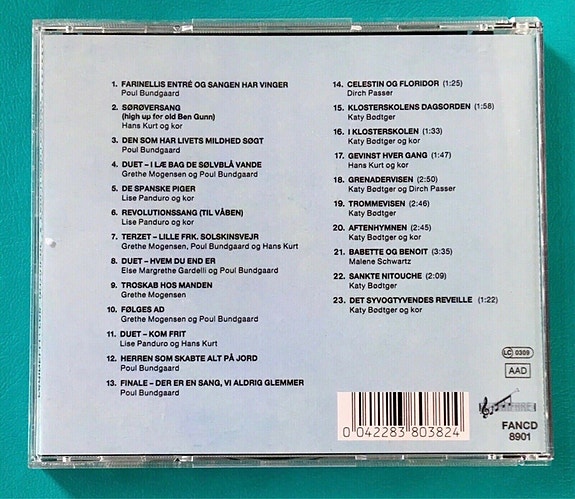 1. FARINELLIS ENTRÉ OG SANGEN HAR VINGER
Poul Bundgaard
2. SØRØVERSANG
(high up for old Ben Gunn)
Hans Kurt og kor
3. DEN SOM HAR LIVETS MILDHED SØGT
Poul Bundgaard
4. DUET – I LÆ BAG DE SØLVBLÅ VANDE
Grethe Mogensen og Poul Bundgaard
5. DE SPANSKE PIGER
Lise Panduro og kor
6. REVOLUTIONSSANG (TIL VÅBEN)
Lise Panduro og kor
7. TERZET – LILLE FRK. SOLSKINSVEJR
Grethe Mogensen, Poul Bundgaard og Hans Kurt
8. DUET – HVEM DU END ER
Else Margrethe Gardelli og Poul Bundgaard
9. TROSKAB HOS MANDEN
Grethe Mogensen
10. FØLGES AD
Grethe Mogensen og Poul Bundgaard
11. DUET – KOM FRIT
Lise Panduro og Hans Kurt
12. HERREN SOM SKABTE ALT PÅ JORD
Poul Bundgaard
13. FINALE – DER ER EN SANG, VI ALDRIG GLEMMER
Poul Bundgaard
14. CELESTIN OG FLORIDOR (1:25)
Dirch Passer
15. KLOSTERSKOLENS DAGSORDEN (1:58)
Katy Bødtger og kor
16. I KLOSTERSKOLEN (1:33)
Katy Bødtger og kor
17. GEVINST HVER GANG (1:47)
Hans Kurt og kor
18. GRENADERVISEN (2:50)
Katy Bødtger og Dirch Passer
19. TROMMEVISEN (2:46)
Katy Bødtger
20. AFTENHYMNEN (2:45)
Katy Bødtger og kor
21. BABETTE OG BENOIT (3:35)
Malene Schwartz
22. SANKTE NITOUCHE (2:09)
Katy Bødtger
23. DET SYVOGTYVENDES REVEILLE (1:22)
Katy Bødtger og kor
LC 0309
AAD
FANCD
8901
0 042283 803824